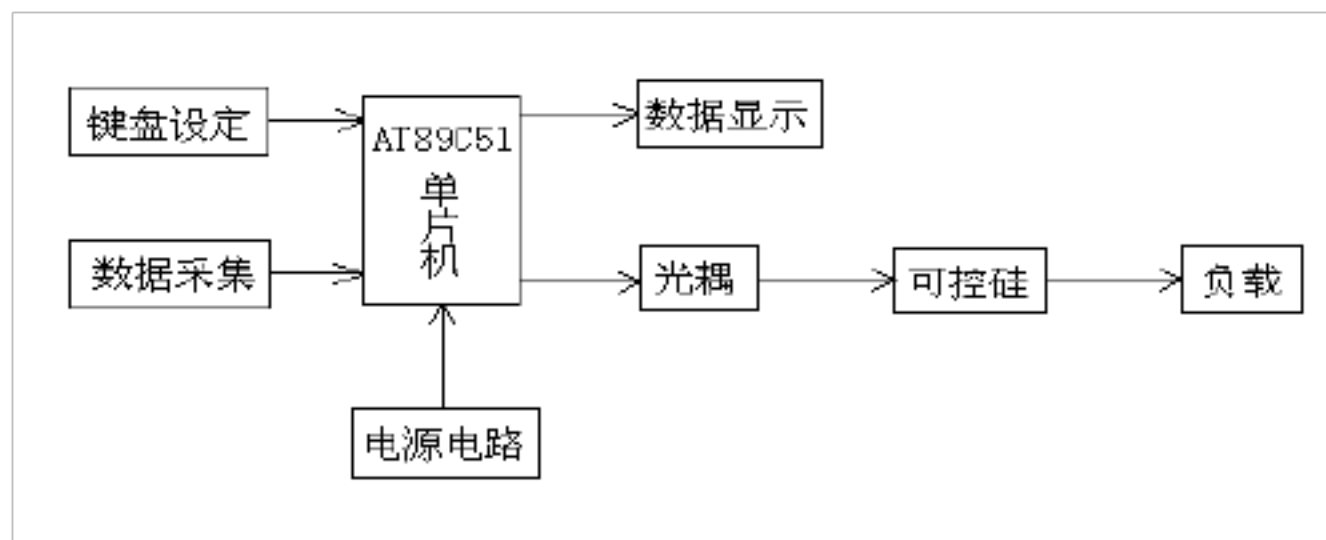 键盘设定
AT89C51
单
片
机
数据显示
数据采集
光耦
可控硅
负载
电源电路